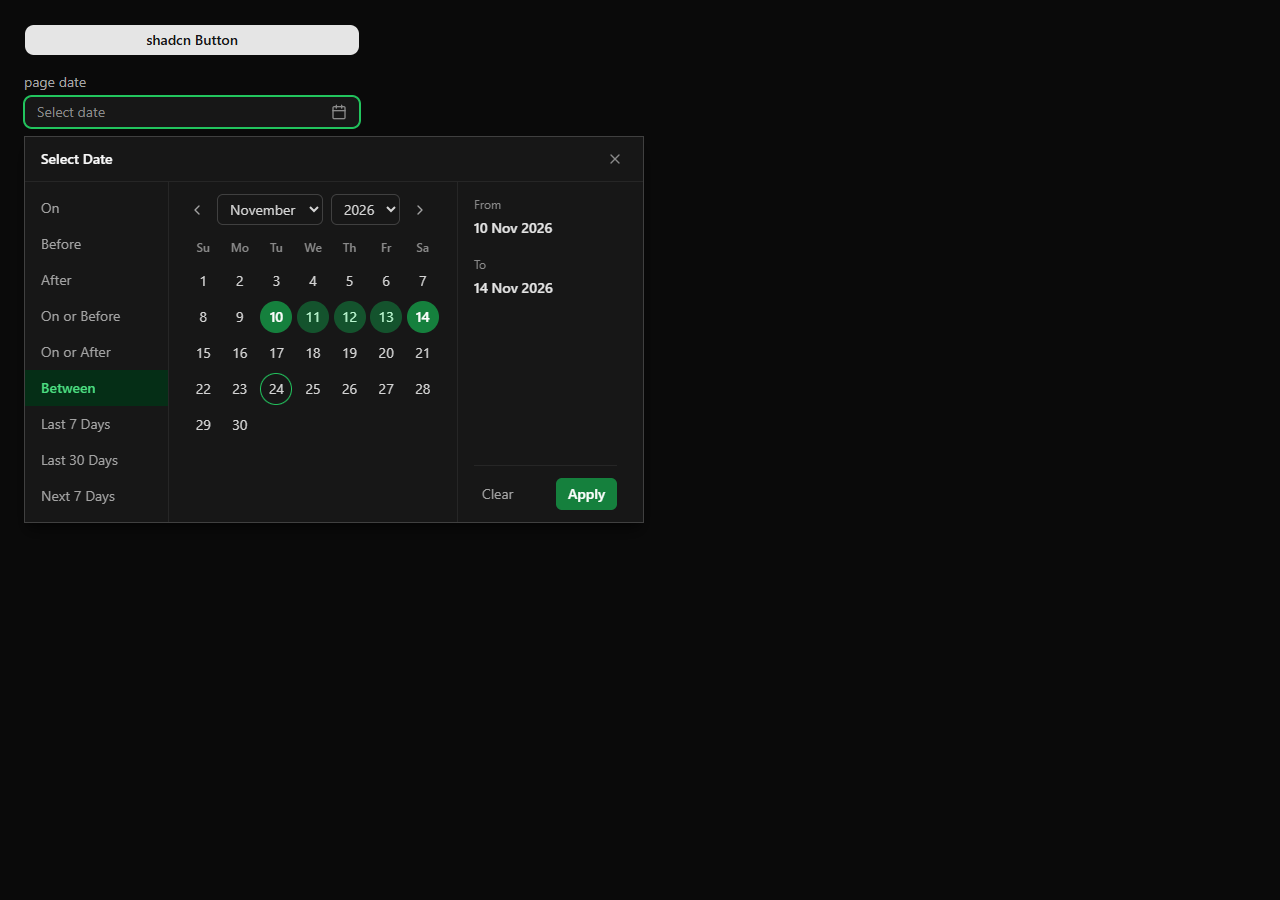 shadcn Button
page date
Select date
Select Date
On
Before
After
On or Before
On or After
Between
Last 7 Days
Last 30 Days
Next 7 Days
November 2026
Su Mo Tu We Th Fr Sa
1 2 3 4 5 6 7
8 9 10 11 12 13 14
15 16 17 18 19 20 21
22 23 24 25 26 27 28
29 30
From
10 Nov 2026
To
14 Nov 2026
Clear Apply